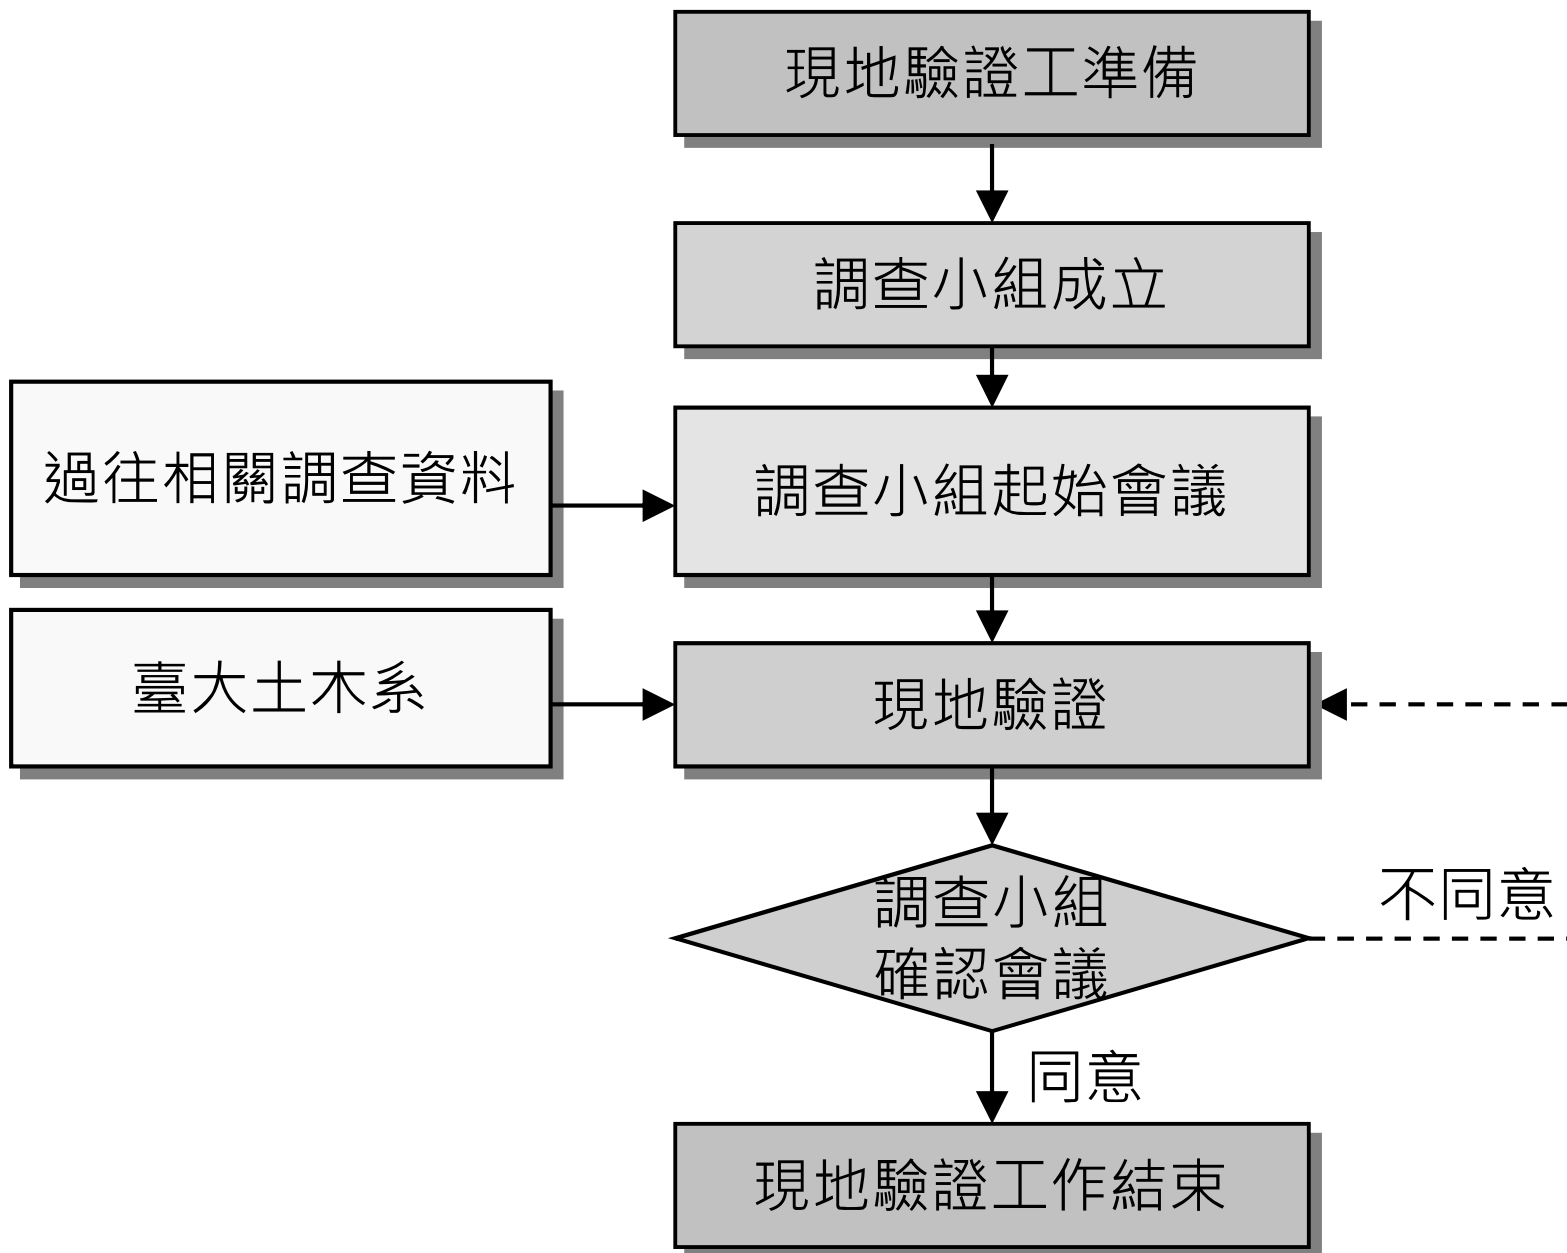 現地驗證工準備
調查小組成立
過往相關調查資料
調查小組起始會議
臺大土木系
現地驗證
不同意
調查小組
確認會議
同意
現地驗證工作結束